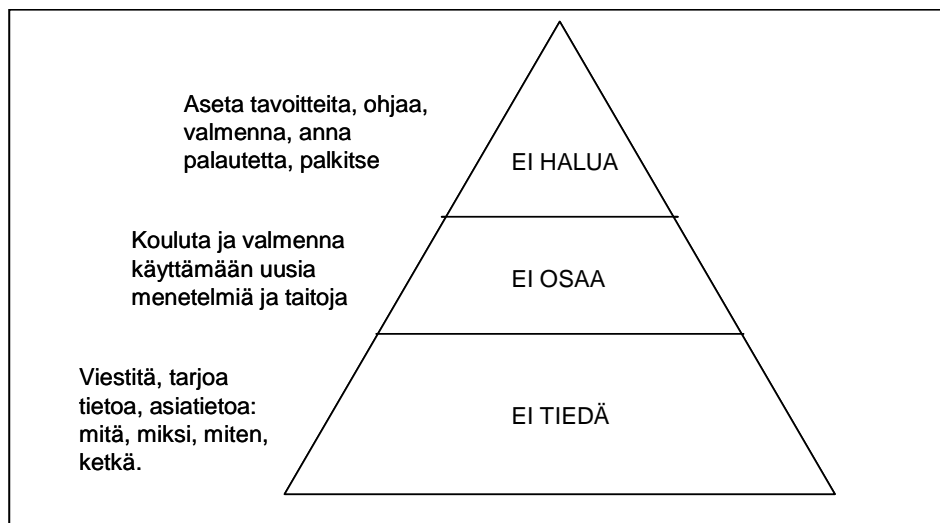 Aseta tavoitteita, ohjaa,
valmenna, anna
palautetta, palkitse
EI HALUA
Kouluta ja valmenna
käyttämään uusia
menetelmiä ja taitoja
EI OSAA
Viestitä, tarjoa
tietoa, asiatietoa:
mitä, miksi, miten,
ketkä.
EI TIEDÄ